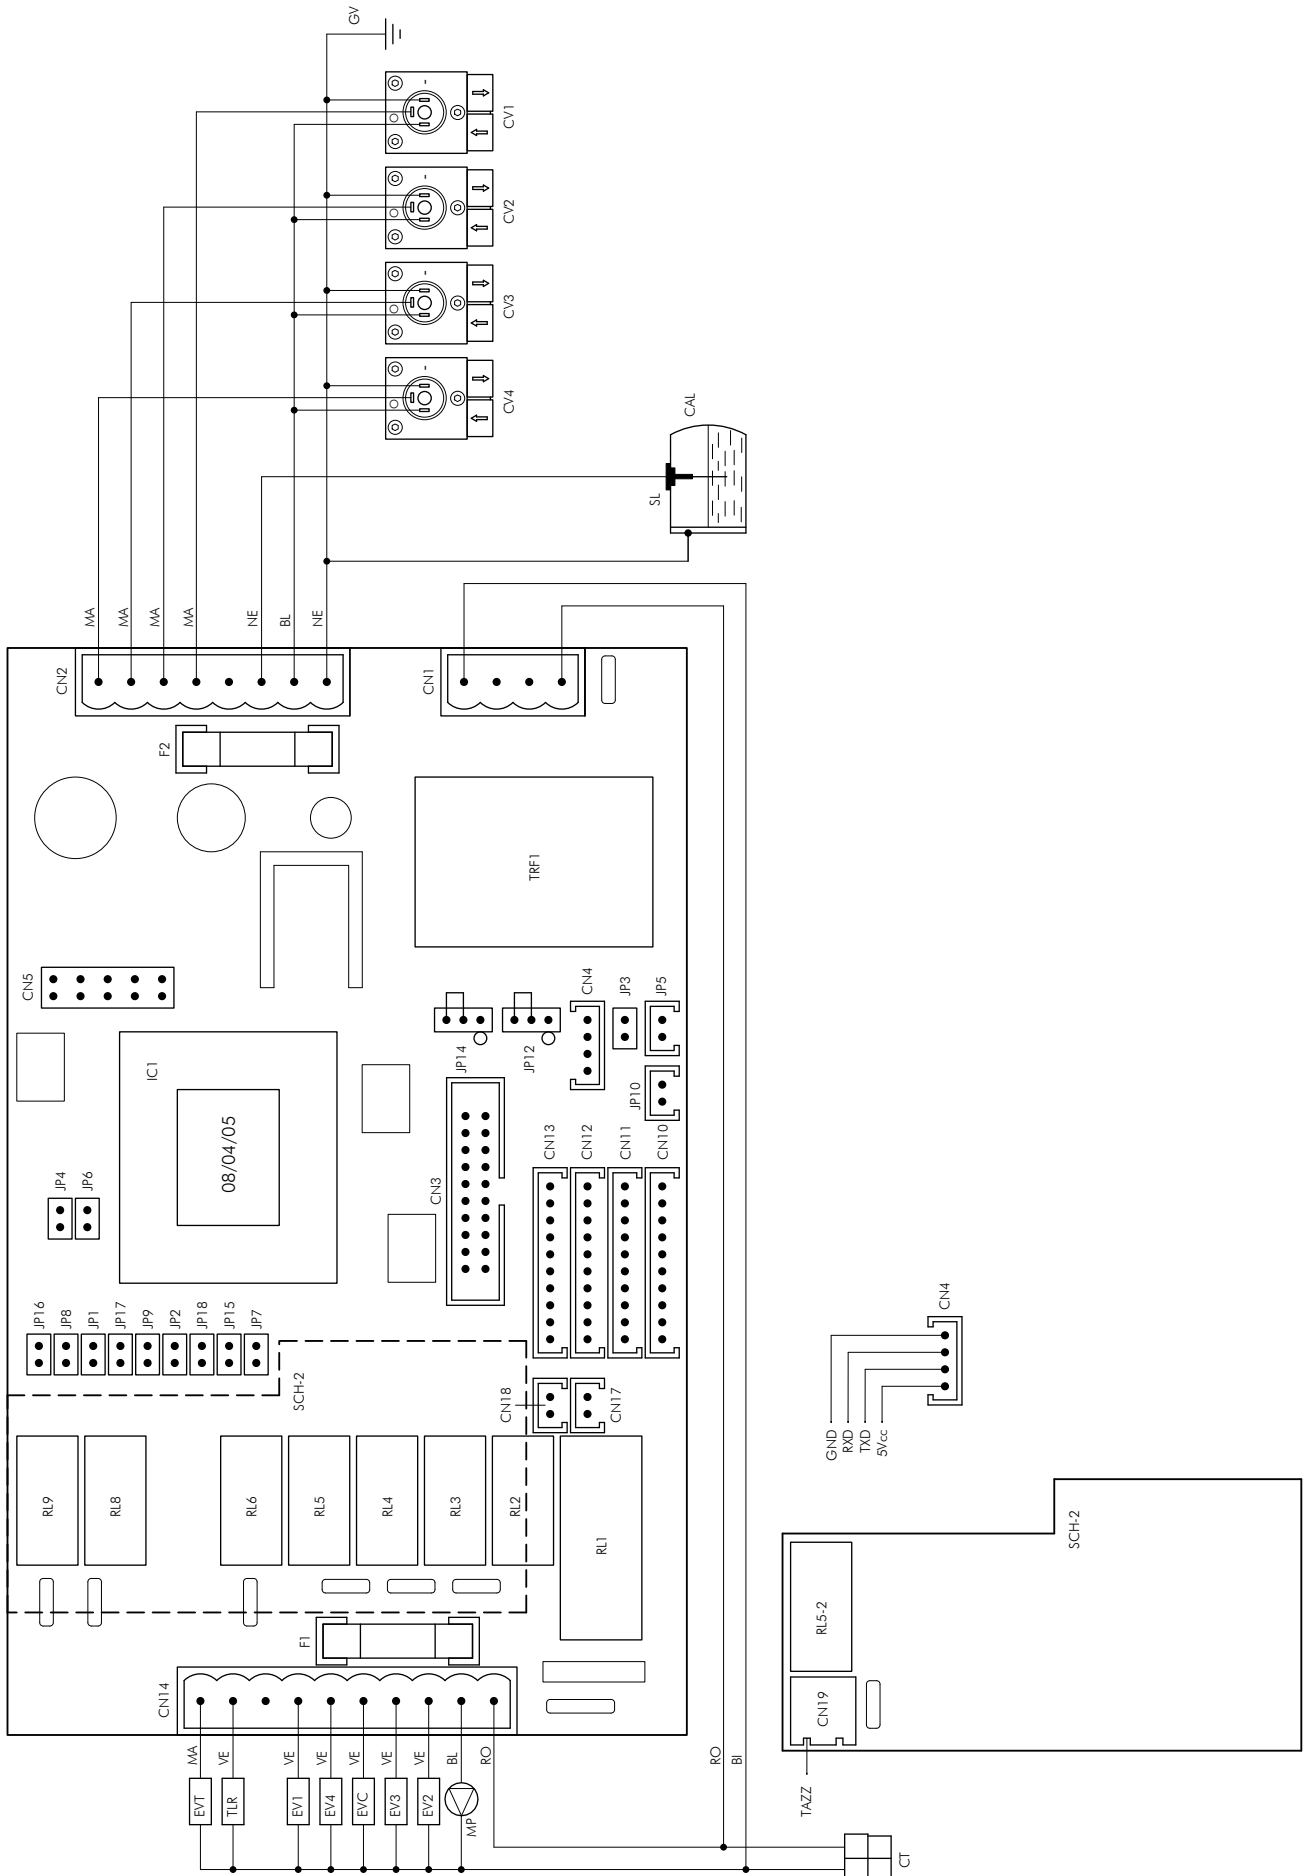 GV
CV1
CV2
CV3
CV4
CAL
SL
MA
MA
MA
MA
NE
BL
NE
CN2
CN1
F2
TRF1
CN5
CN4
JP3
JP5
JP14
JP12
JP10
IC1
08/04/05
CN3
CN13
CN12
CN11
CN10
JP4
JP6
JP16
JP8
JP1
JP17
JP9
JP2
JP18
JP15
JP7
SCH-2
CN18
CN17
RL9
RL8
RL6
RL5
RL4
RL3
RL2
RL1
F1
CN14
MA
VE
VE
VE
VE
VE
VE
BL
RO
EVT
TLR
EV1
EV4
EVC
EV3
EV2
MP
RO
BI
CT
CN4
GND
RXD
TXD
5Vcc
SCH-2
RL5-2
CN19
TAZZ